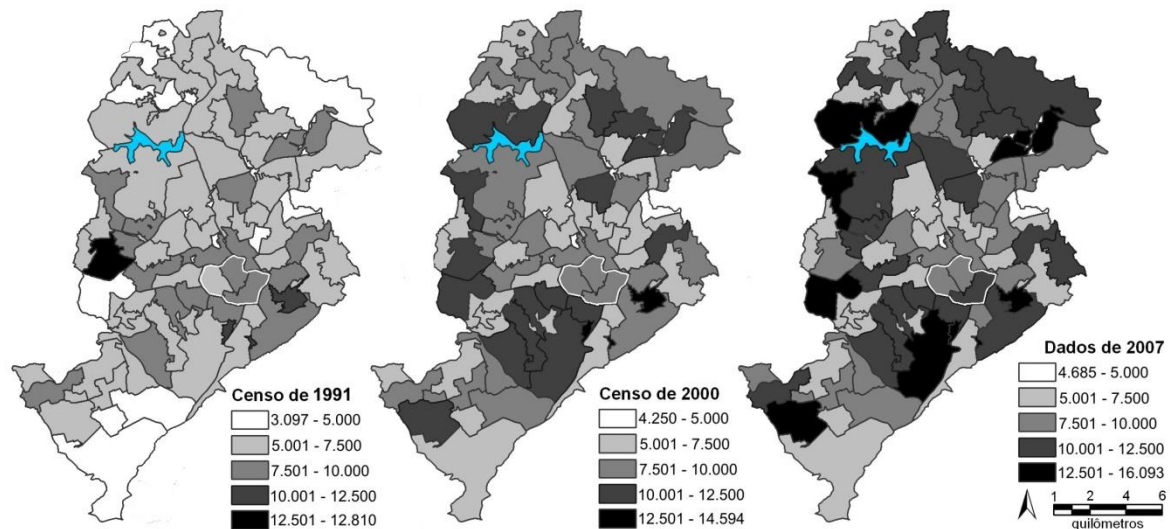 Censo de 1991
3.097 - 5.000
5.001 - 7.500
7.501 - 10.000
10.001 - 12.500
12.501 - 12.810
Censo de 2000
4.250 - 5.000
5.001 - 7.500
7.501 - 10.000
10.001 - 12.500
12.501 - 14.594
Dados de 2007
4.685 - 5.000
5.001 - 7.500
7.501 - 10.000
10.001 - 12.500
12.501 - 16.093
1 2 4 6
quilômetros